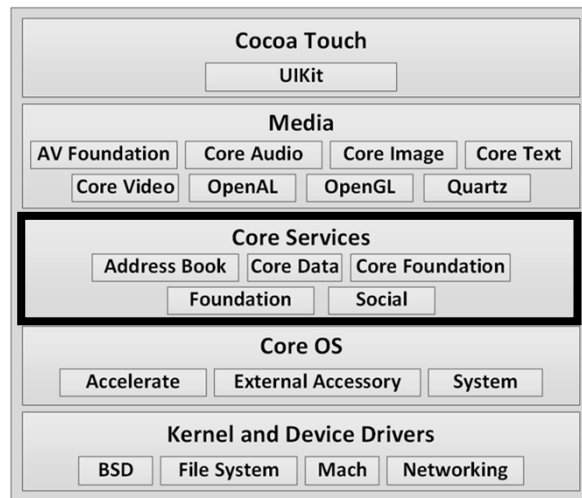 Cocoa Touch
UIKit
Media
AV Foundation Core Audio Core Image Core Text
Core Video OpenAL OpenGL Quartz
Core Services
Address Book Core Data Core Foundation
Foundation Social
Core OS
Accelerate External Accessory System
Kernel and Device Drivers
BSD File System Mach Networking